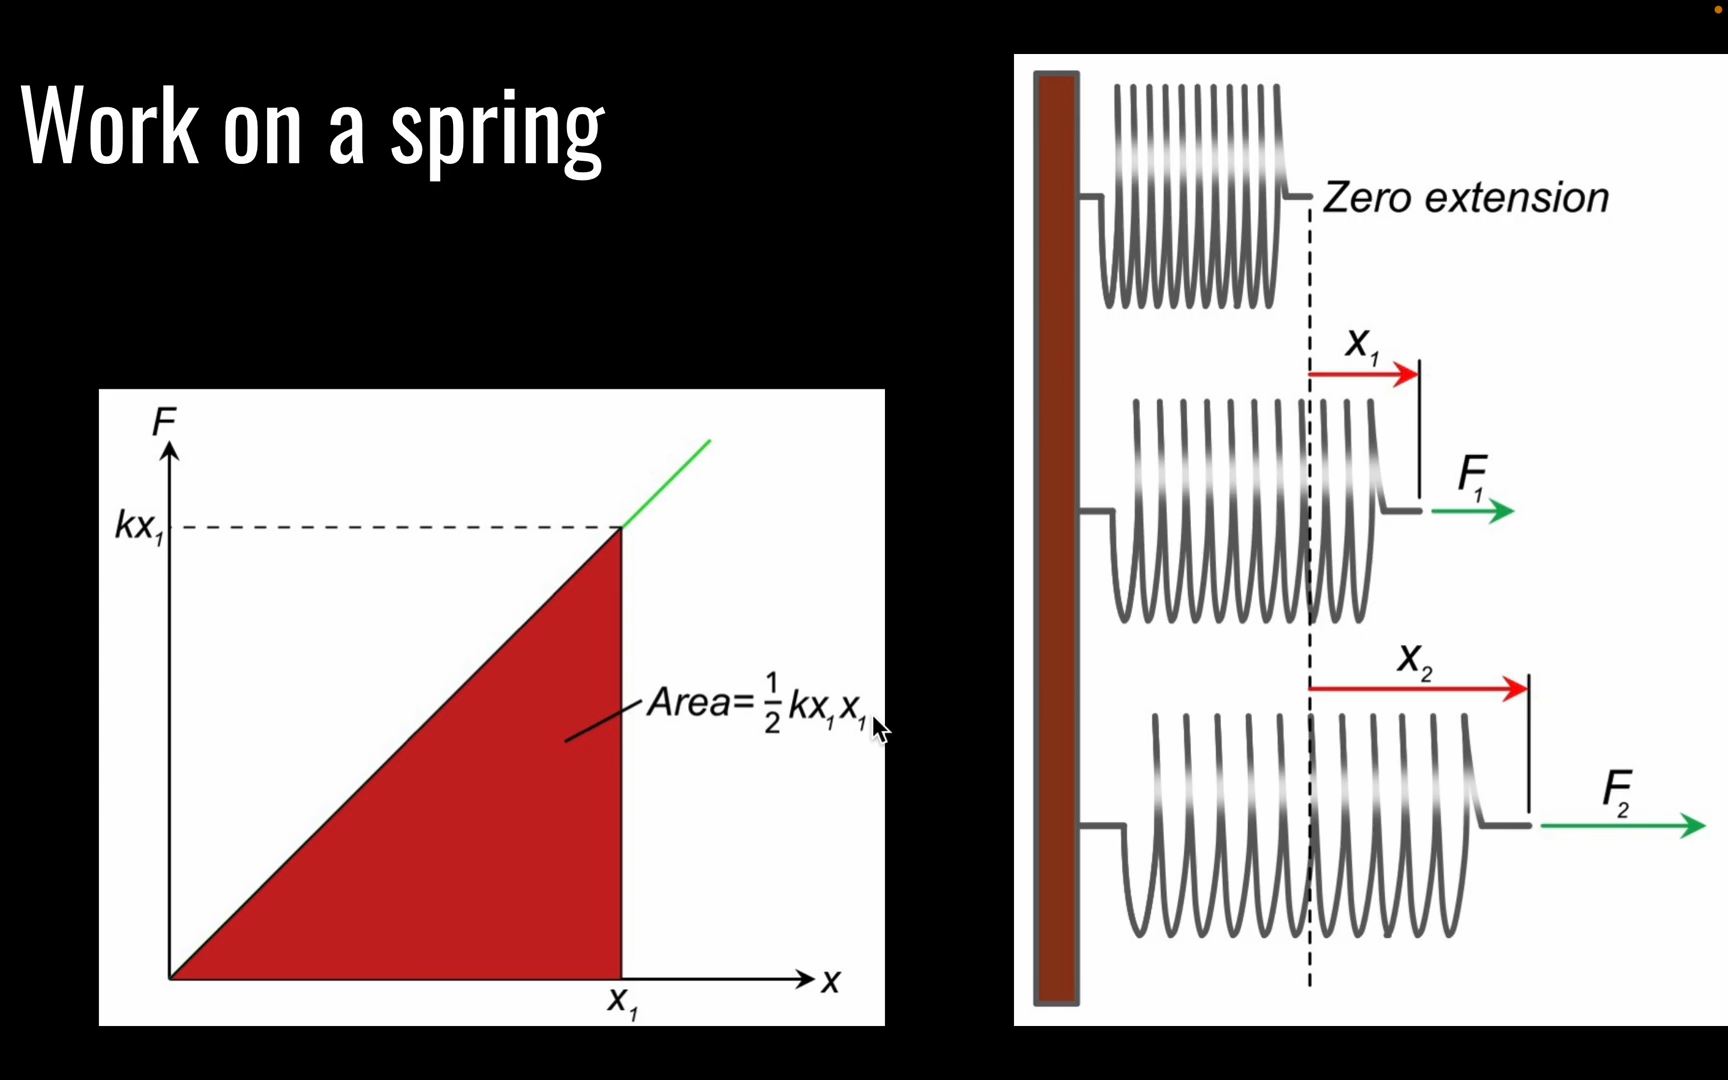 Work on a spring
F
kx₁
Area= 1/2 kx₁x₁
x
x₁
Zero extension
x₁
F₁
x₂
F₂